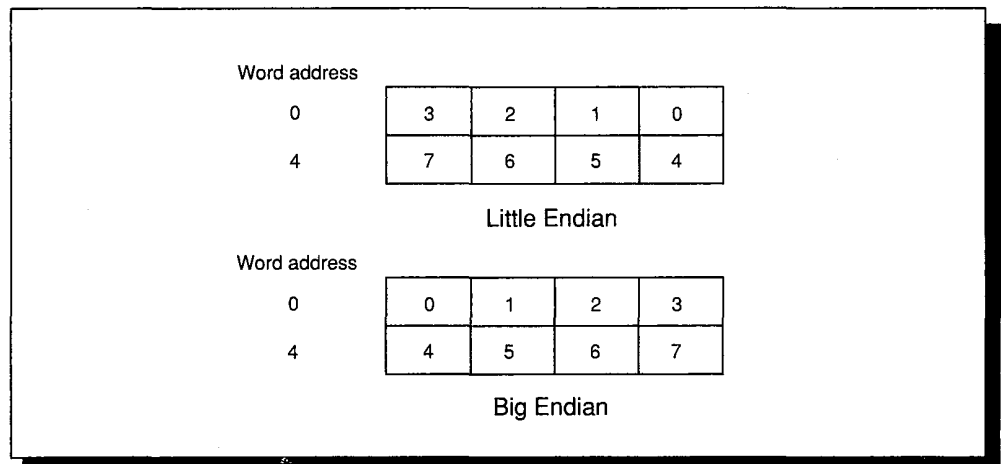 Word address
0 3 2 1 0
4 7 6 5 4
Little Endian
Word address
0 0 1 2 3
4 4 5 6 7
Big Endian